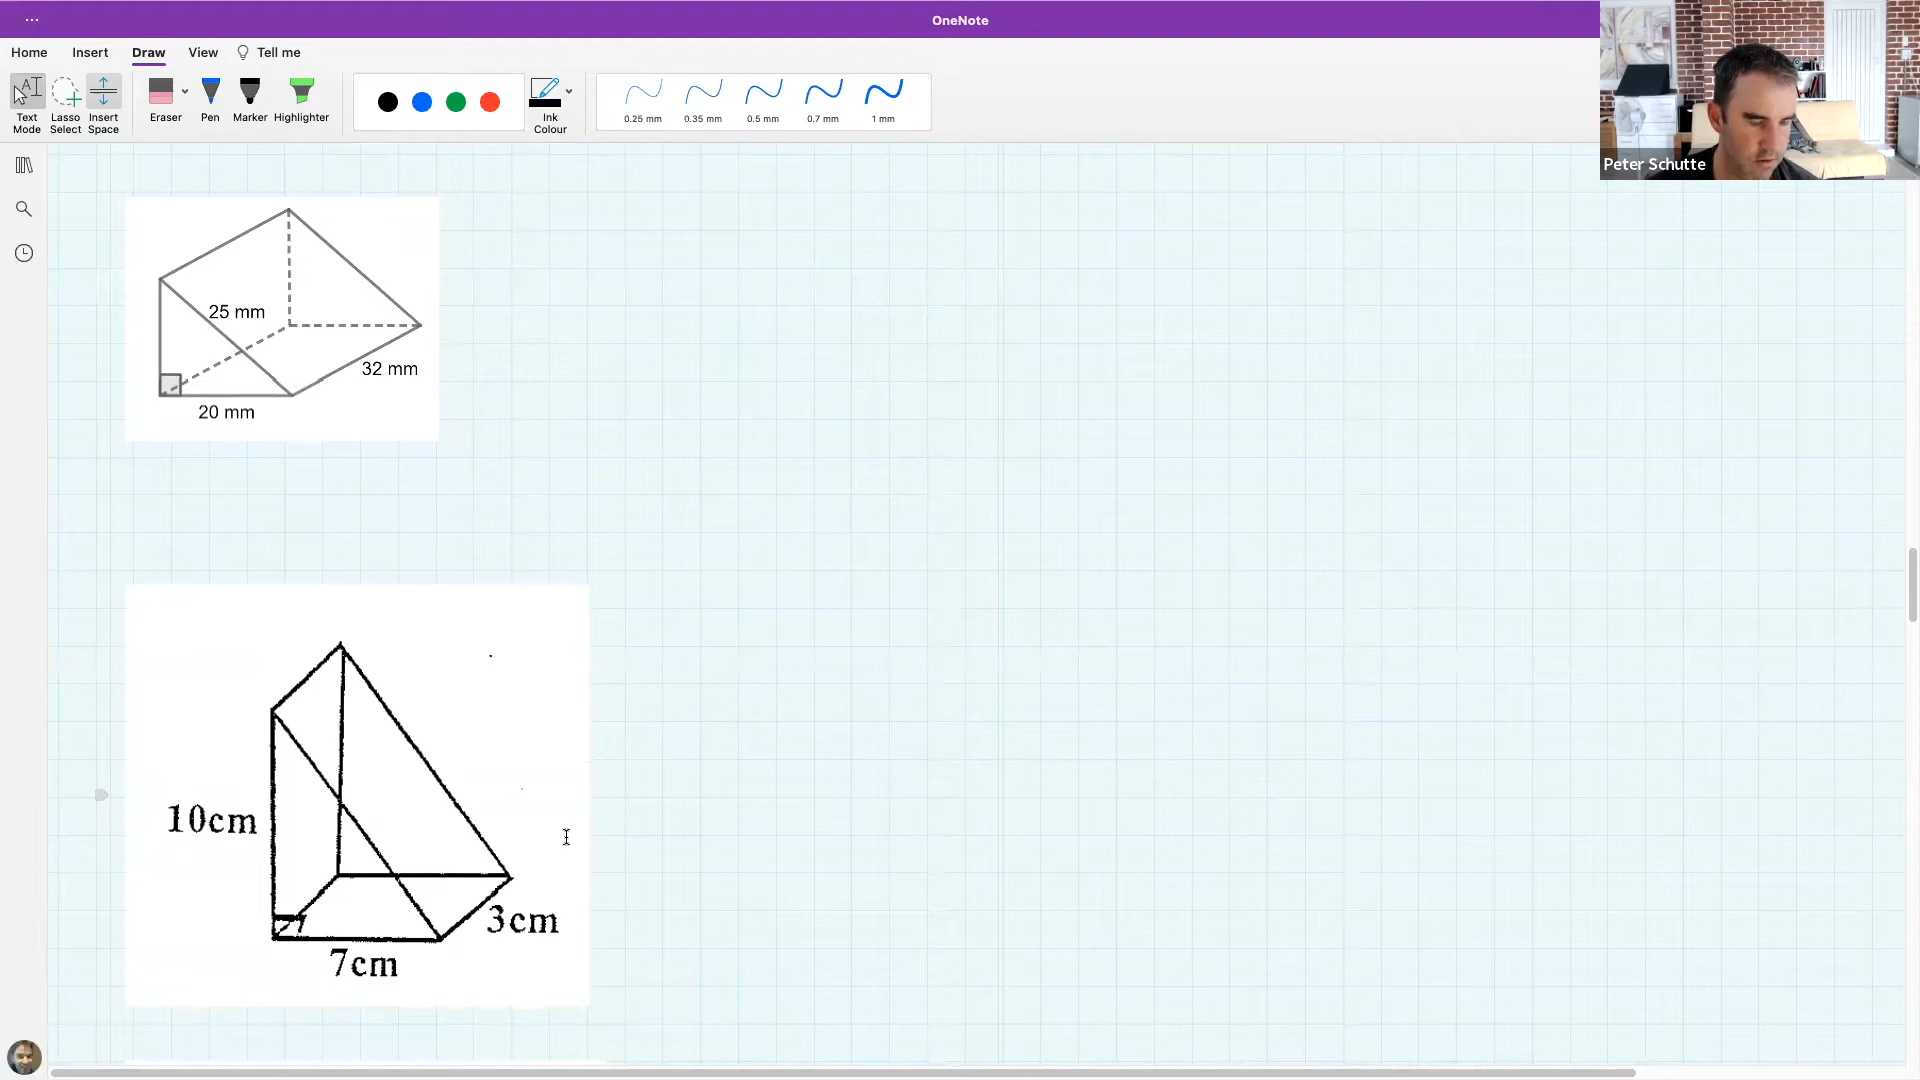 OneNote
Home Insert Draw View Tell me
Text Mode
Lasso Select
Insert Space
Eraser
Pen
Marker
Highlighter
Ink Colour
0.25 mm
0.35 mm
0.5 mm
0.7 mm
1 mm
Peter Schutte
25 mm
32 mm
20 mm
10cm
3cm
7cm